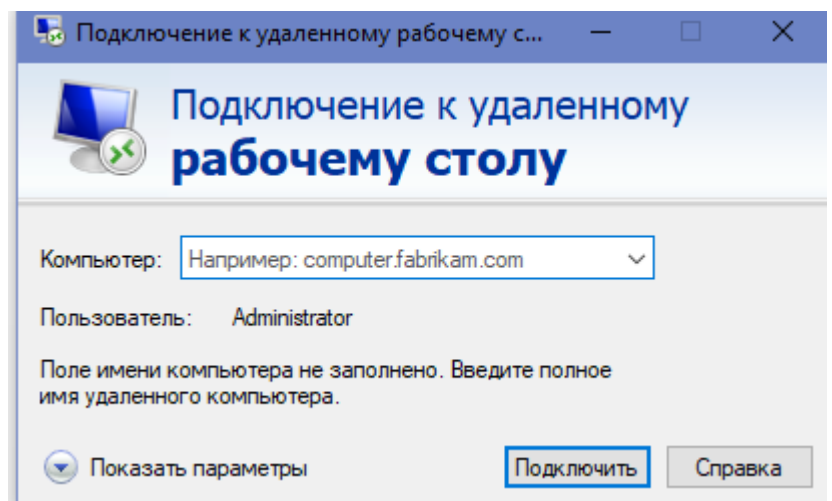 Подключение к удаленному рабочему с...
Подключение к удаленному
рабочему столу
Компьютер: Например: computer.fabrikam.com
Пользователь: Administrator
Поле имени компьютера не заполнено. Введите полное
имя удаленного компьютера.
Показать параметры Подключить Справка